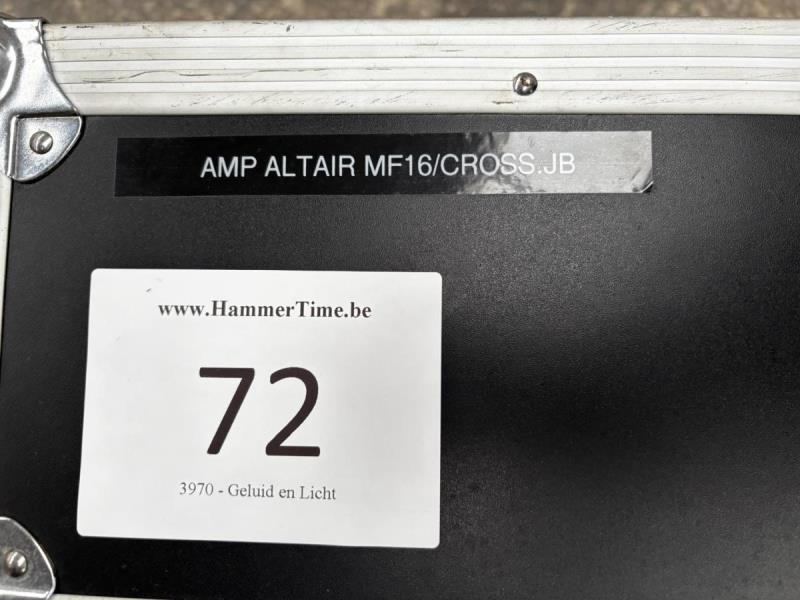 AMP ALTAIR MF16/CROSS.JB
www.HammerTime.be
72
3970 - Geluid en Licht